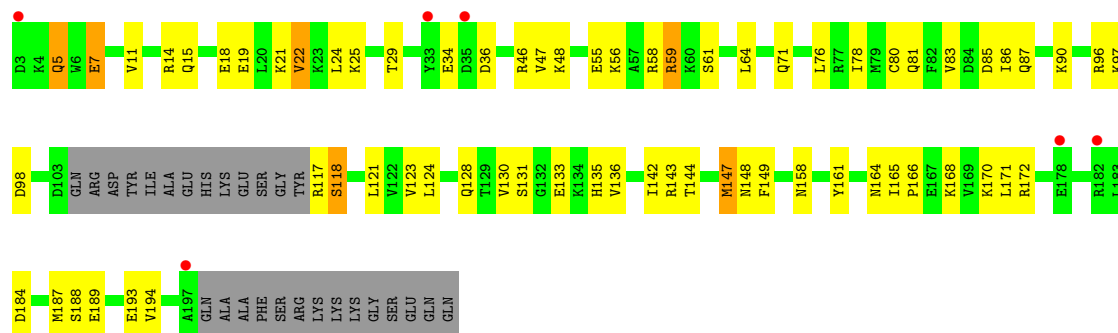 D3 K4 Q5 W6 E7 V11 R14 Q15 E18 E19 L20 K21 V22 K23 L24 K25 T29 Y33 E34 D35 D36 R46 V47 K48 E55 K56 A57 R58 R59 K60 S61 L64 Q71 L76 R77 I78 M79 C80 Q81 F82 V83 D84 D85 I86 Q87 K90 R96 K97
D98 D103 GLN ARG ASP TYR ILE ALA GLU HIS LYS GLU SER GLY TYR R117 S118 L121 V122 V123 L124 Q128 T129 V130 S131 G132 E133 K134 H135 V136 I142 R143 T144 M147 N148 F149 N158 Y161 N164 I165 P166 E167 K168 V169 K170 L171 R172 E178 R182 L183
D184 M187 S188 E189 E193 V194 A197 GLN ALA ALA PHE SER ARG LYS LYS LYS GLY SER GLU GLN GLN